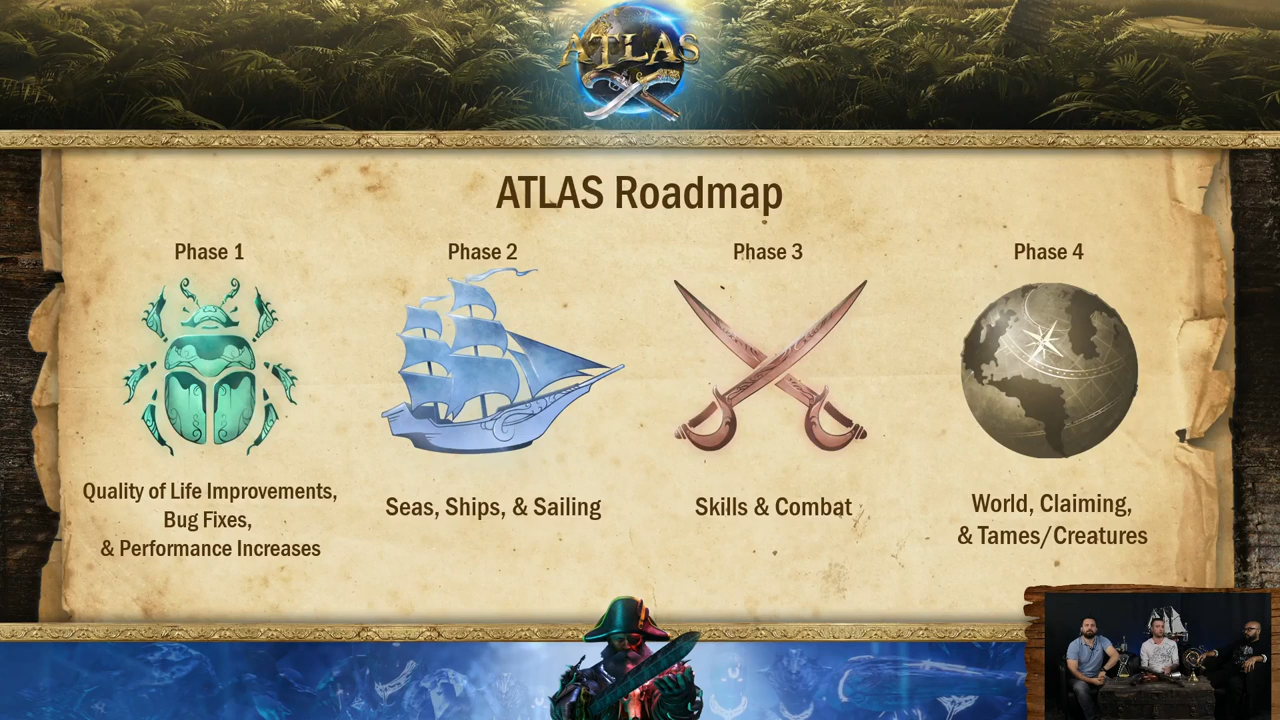 ATLAS
ATLAS Roadmap
Phase 1
Phase 2
Phase 3
Phase 4
Quality of Life Improvements,
Bug Fixes,
& Performance Increases
Seas, Ships, & Sailing
Skills & Combat
World, Claiming,
& Tames/Creatures